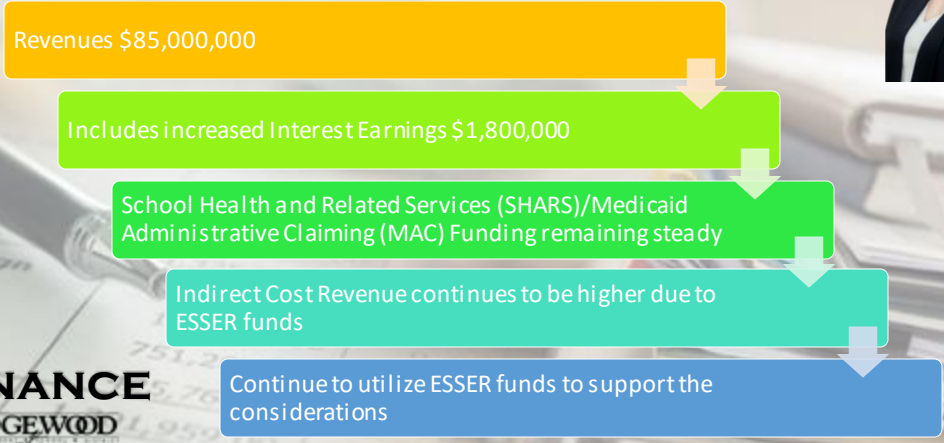 Revenues $85,000,000
Includes increased Interest Earnings $1,800,000
School Health and Related Services (SHARS)/Medicaid
Administrative Claiming (MAC) Funding remaining steady
Indirect Cost Revenue continues to be higher due to
ESSER funds
Continue to utilize ESSER funds to support the
considerations
NANCE
GEWOOD